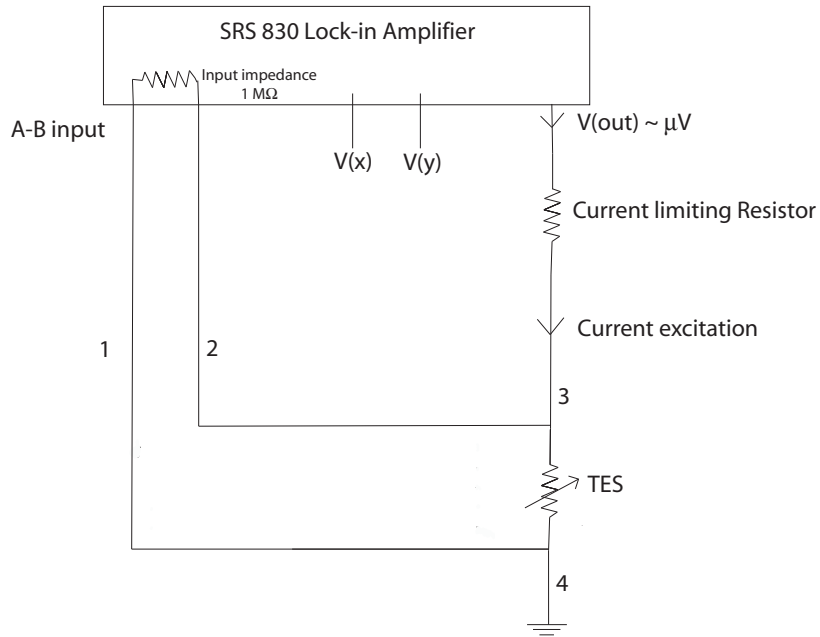 SRS 830 Lock-in Amplifier
Input impedance
1 MΩ
A-B input
V(x)
V(y)
V(out) ~ μV
Current limiting Resistor
Current excitation
1
2
3
TES
4